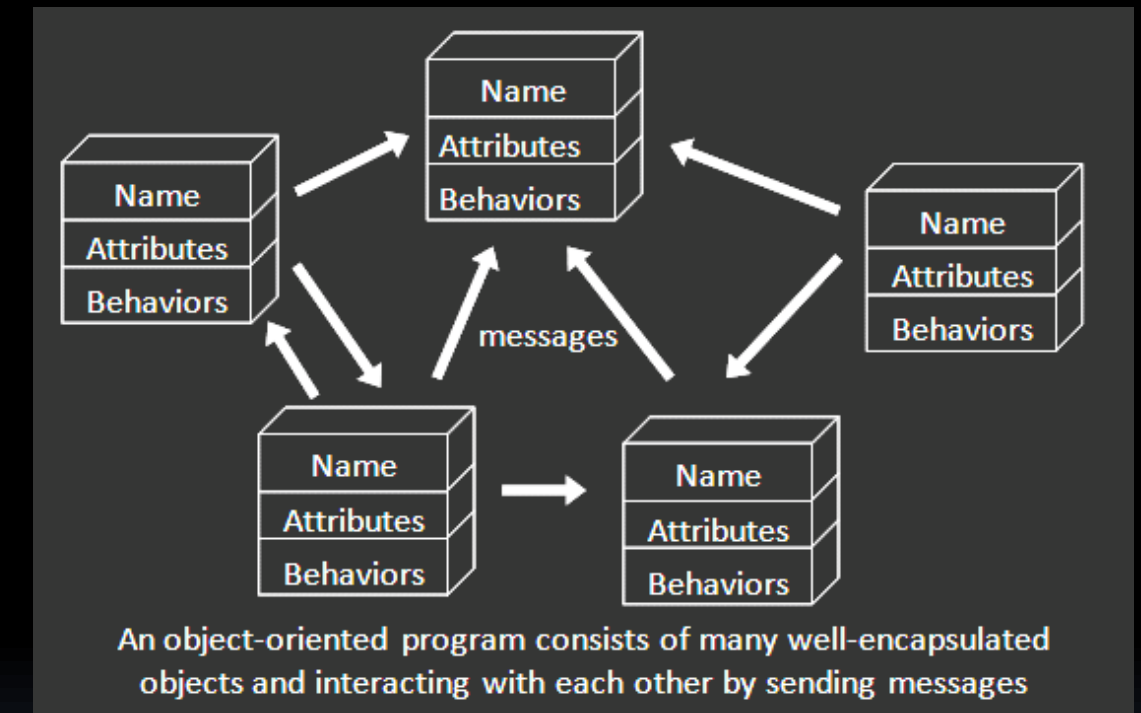 Name
Attributes
Behaviors
Name
Attributes
Behaviors
Name
Attributes
Behaviors
messages
Name
Attributes
Behaviors
Name
Attributes
Behaviors
An object-oriented program consists of many well-encapsulated
objects and interacting with each other by sending messages